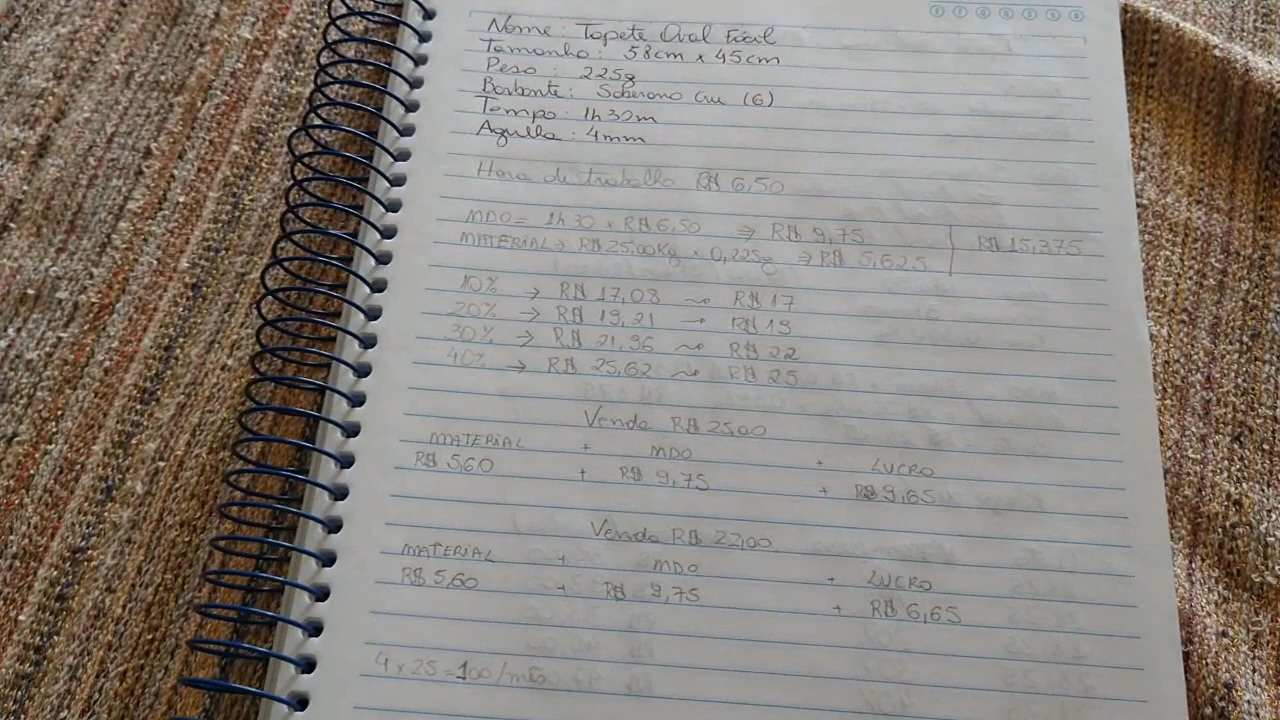 Nome: Tapete Oval Fácil
Tamanho: 58cm x 45cm
Peso: 225g
Barbante: Soberano Cru (6)
Tempo: 1h30m
Agulha: 4mm
Hora de trabalho R$ 6,50
MDO = 1h30 x R$6,50 ⇒ R$ 9,75 | R$ 15,375
MATERIAL → R$25,00Kg x 0,225g ⇒ R$ 5,625
10% → R$ 17,08 ~ R$ 17
20% → R$ 19,21 → R$ 19
30% → R$ 21,96 ~ R$ 22
40% → R$ 25,62 ~ R$ 25
Venda R$ 25,00
MATERIAL + MDO + LUCRO
R$ 5,60 + R$ 9,75 + R$ 9,65
Venda R$ 22,00
MATERIAL + MDO + LUCRO
R$ 5,60 + R$ 9,75 + R$ 6,65
4 x 25 = 100/mês